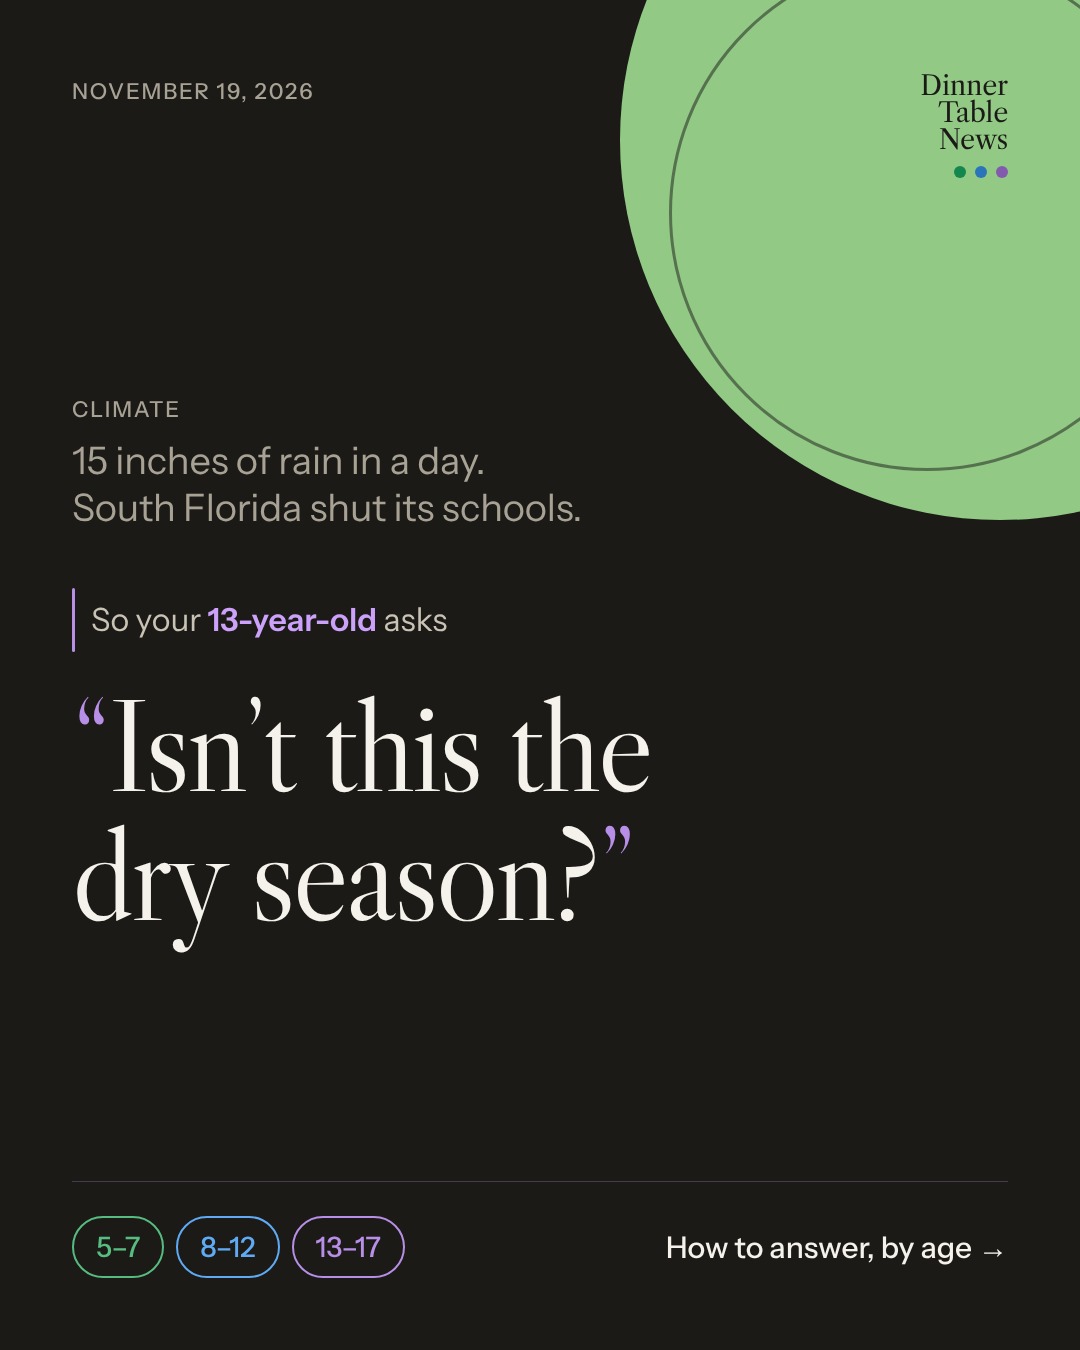 NOVEMBER 19, 2026
Dinner
Table
News
CLIMATE
15 inches of rain in a day.
South Florida shut its schools.
So your 13-year-old asks
“Isn’t this the
dry season?”
5–7
8–12
13–17
How to answer, by age →